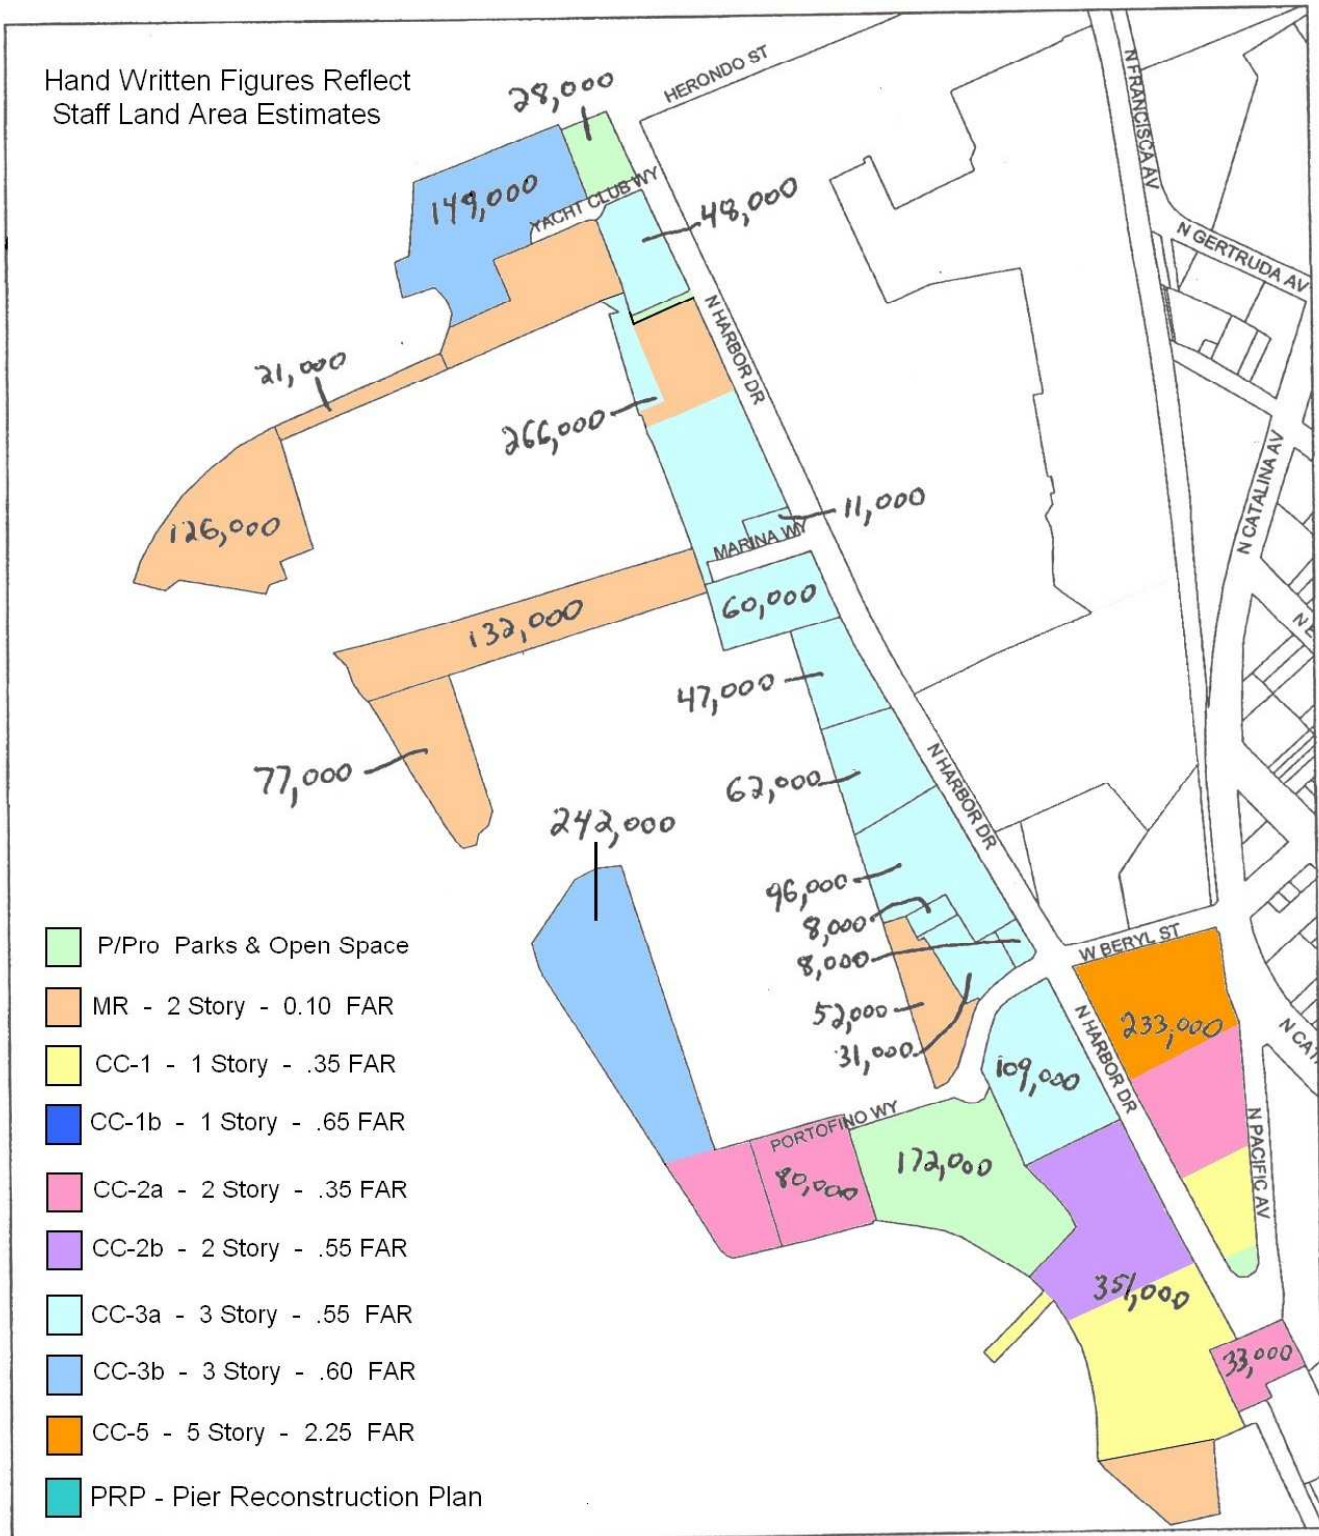 Hand Written Figures Reflect
Staff Land Area Estimates
28,000
HERONDO ST
N FRANCISCA AV
149,000
YACHT CLUB WY
48,000
N GERTRUDA AV
N HARBOR DR
21,000
266,000
N CATALINA AV
126,000
11,000
MARINA WY
60,000
132,000
47,000
77,000
62,000
N HARBOR DR
242,000
96,000
8,000
8,000
52,000
31,000
W BERYL ST
233,000
N CAT
109,000
N HARBOR DR
N PACIFIC AV
PORTOFINO WY
172,000
80,000
351,000
33,000
P/Pro Parks & Open Space
MR - 2 Story - 0.10 FAR
CC-1 - 1 Story - .35 FAR
CC-1b - 1 Story - .65 FAR
CC-2a - 2 Story - .35 FAR
CC-2b - 2 Story - .55 FAR
CC-3a - 3 Story - .55 FAR
CC-3b - 3 Story - .60 FAR
CC-5 - 5 Story - 2.25 FAR
PRP - Pier Reconstruction Plan